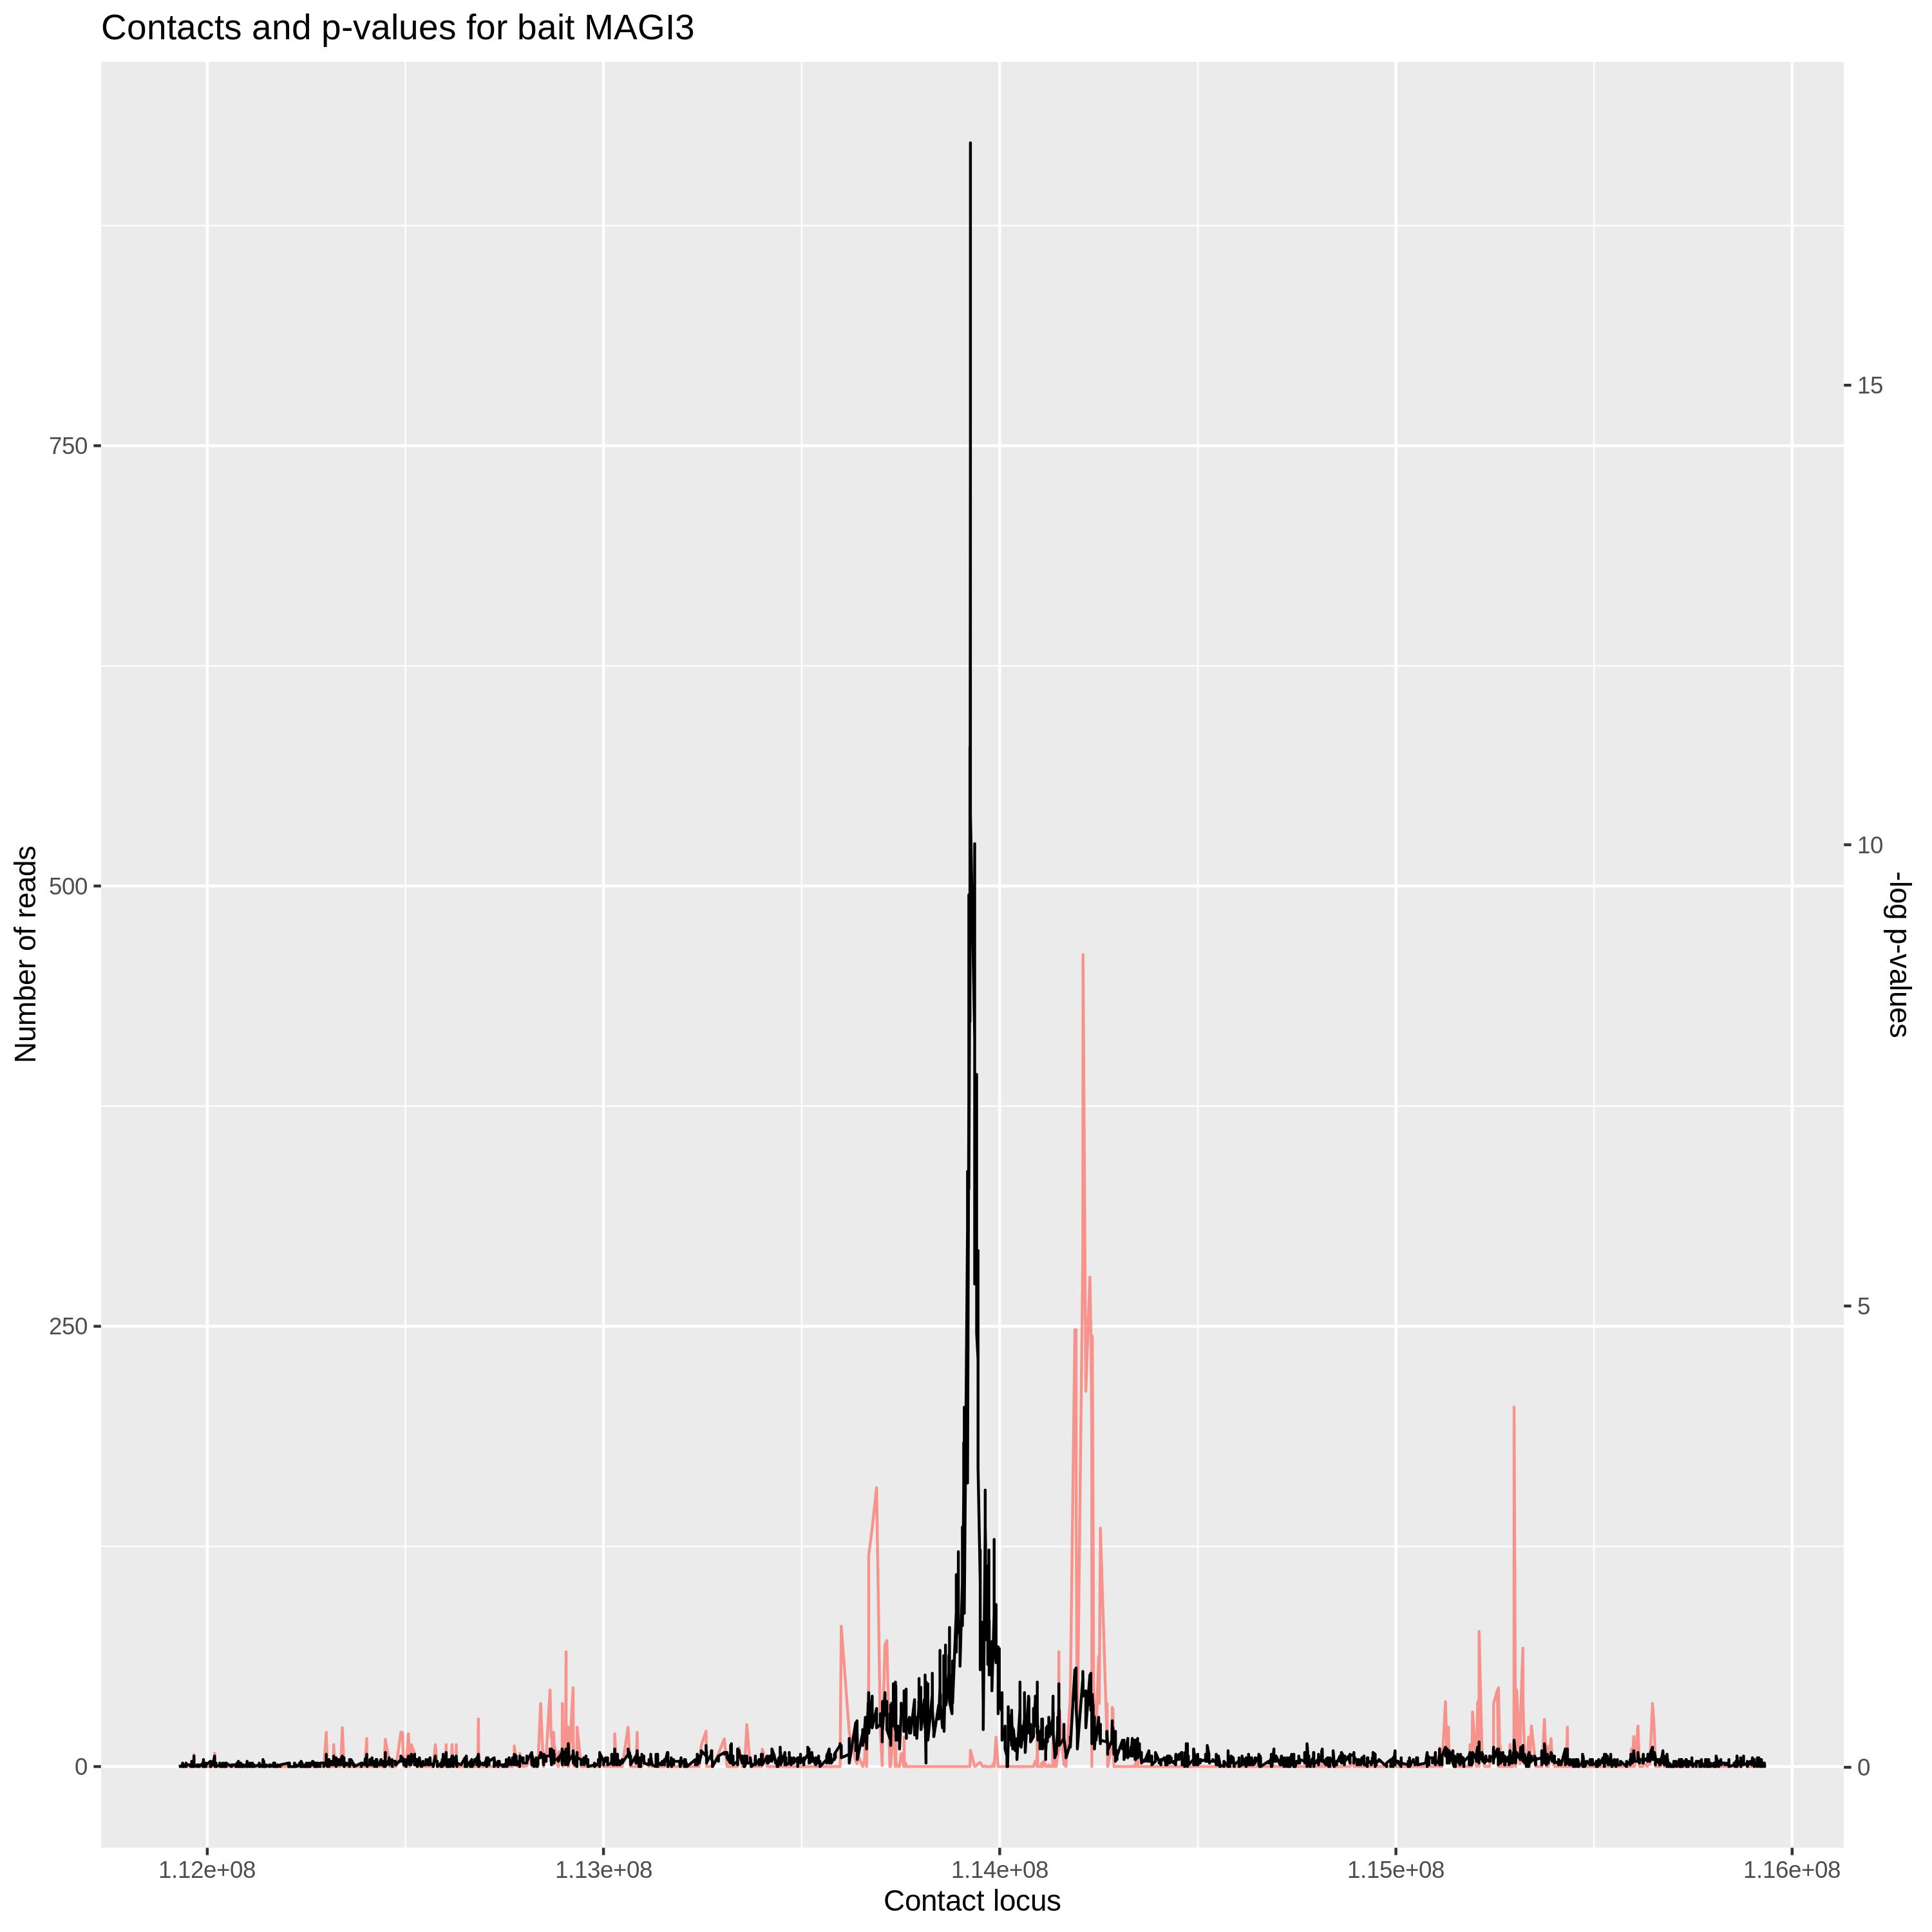 Contacts and p-values for bait MAGI3
750
500
250
0
15
10
5
0
Number of reads
-log p-values
1.12e+08
1.13e+08
1.14e+08
1.15e+08
1.16e+08
Contact locus